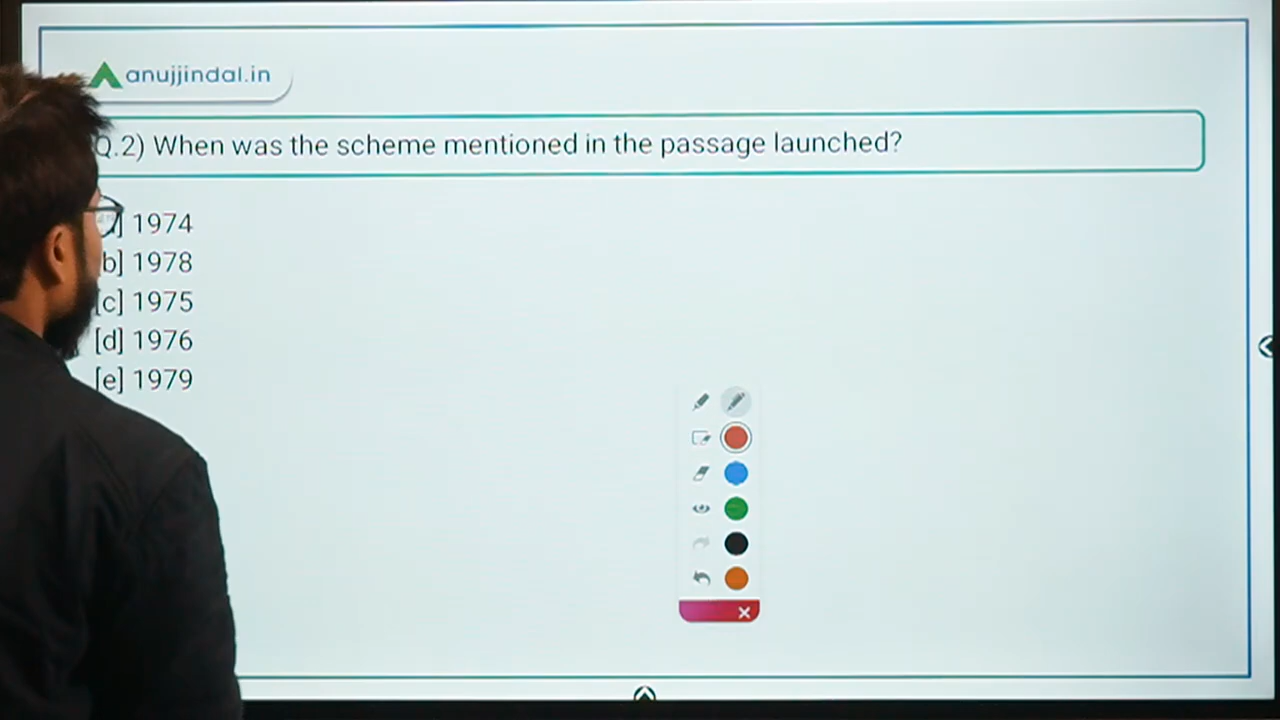 anujjindal.in
Q.2) When was the scheme mentioned in the passage launched?
] 1974
b] 1978
[c] 1975
[d] 1976
[e] 1979